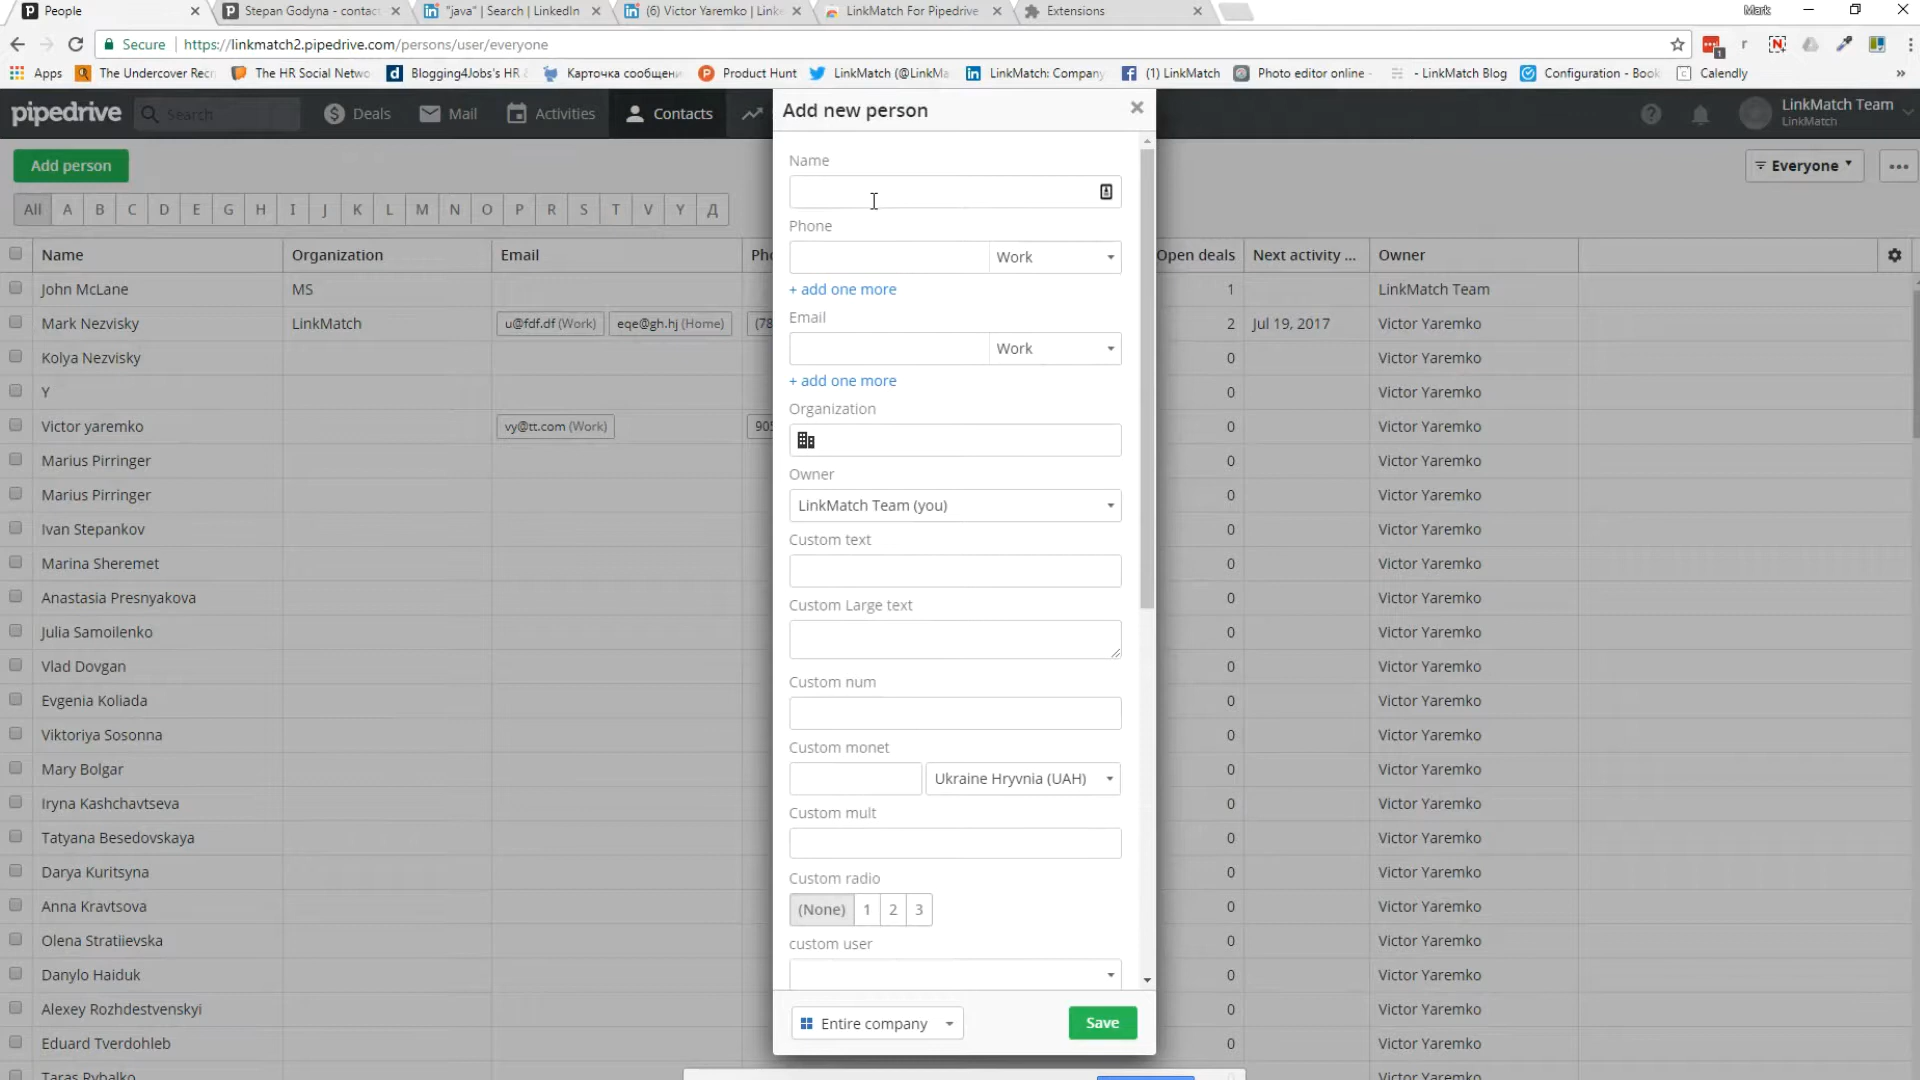 People
Stepan Godyna - contac
"java" | Search | LinkedIn
(6) Victor Yaremko | Link
LinkMatch For Pipedrive
Extensions
Mark
Secure https://linkmatch2.pipedrive.com/persons/user/everyone
Apps The Undercover Recr The HR Social Netwo Blogging4Jobs's HR & Карточка сообщени Product Hunt LinkMatch (@LinkMa LinkMatch: Company (1) LinkMatch Photo editor online - - LinkMatch Blog Configuration - Book Calendly
pipedrive Search Deals Mail Activities Contacts
LinkMatch Team
LinkMatch
Add person
Everyone
All A B C D E G H I J K L M N O P R S T V Y Д
Name Organization Email Pho Open deals Next activity ... Owner
John McLane MS 1 LinkMatch Team
Mark Nezvisky LinkMatch u@fdf.df (Work) eqe@gh.hj (Home) (78 2 Jul 19, 2017 Victor Yaremko
Kolya Nezvisky 0 Victor Yaremko
Y 0 Victor Yaremko
Victor yaremko vy@tt.com (Work) 905 0 Victor Yaremko
Marius Pirringer 0 Victor Yaremko
Marius Pirringer 0 Victor Yaremko
Ivan Stepankov 0 Victor Yaremko
Marina Sheremet 0 Victor Yaremko
Anastasia Presnyakova 0 Victor Yaremko
Julia Samoilenko 0 Victor Yaremko
Vlad Dovgan 0 Victor Yaremko
Evgenia Koliada 0 Victor Yaremko
Viktoriya Sosonna 0 Victor Yaremko
Mary Bolgar 0 Victor Yaremko
Iryna Kashchavtseva 0 Victor Yaremko
Tatyana Besedovskaya 0 Victor Yaremko
Darya Kuritsyna 0 Victor Yaremko
Anna Kravtsova 0 Victor Yaremko
Olena Stratiievska 0 Victor Yaremko
Danylo Haiduk 0 Victor Yaremko
Alexey Rozhdestvenskyi 0 Victor Yaremko
Eduard Tverdohleb 0 Victor Yaremko
Taras Rybalko
Add new person
Name
Phone
Work
+ add one more
Email
Work
+ add one more
Organization
Owner
LinkMatch Team (you)
Custom text
Custom Large text
Custom num
Custom monet
Ukraine Hryvnia (UAH)
Custom mult
Custom radio
(None) 1 2 3
custom user
Entire company Save